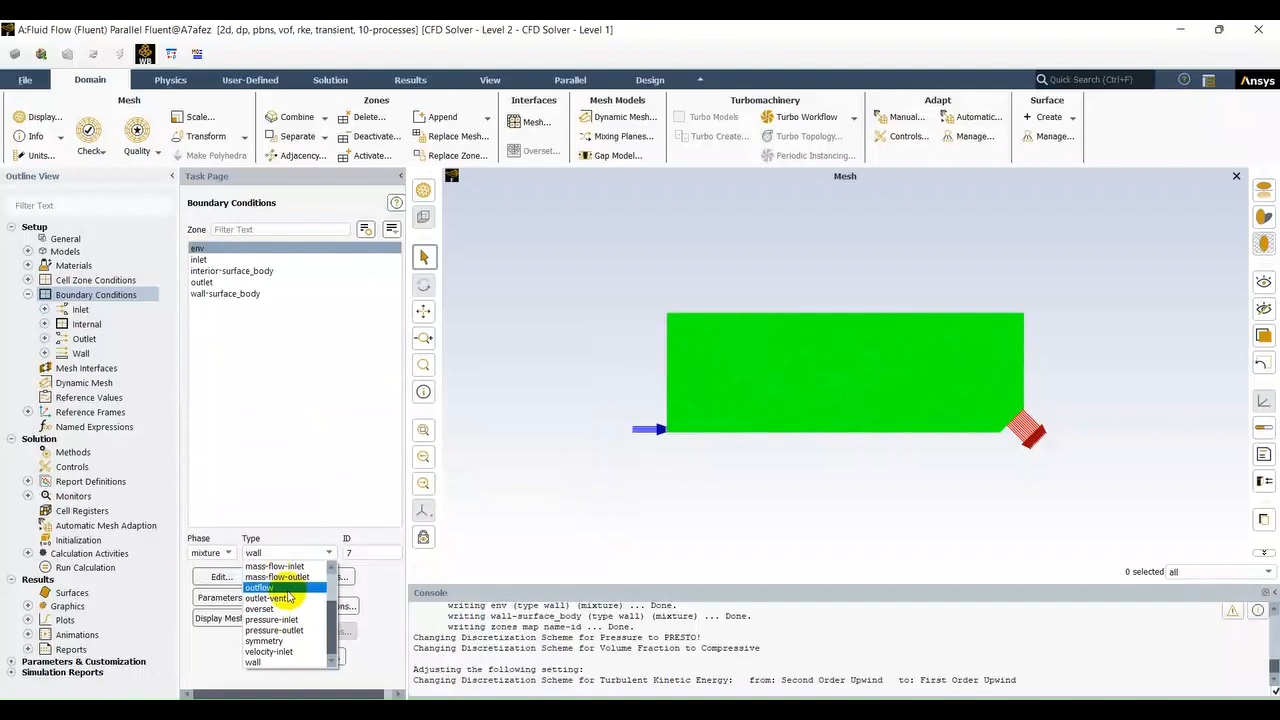 A:Fluid Flow (Fluent) Parallel Fluent@A7afez [2d, dp, pbns, vof, rke, transient, 10-processes] [CFD Solver - Level 2 - CFD Solver - Level 1]
WB
File Domain Physics User-Defined Solution Results View Parallel Design Quick Search (Ctrl+F) Ansys
Mesh Zones Interfaces Mesh Models Turbomachinery Adapt Surface
Display... Scale... Combine Delete... Append Mesh... Dynamic Mesh... Turbo Models Turbo Workflow Manual... Automatic... + Create
Info Transform Separate Deactivate... Replace Mesh... Mixing Planes... Turbo Create... Turbo Topology... Controls... Manage... Manage...
Units... Check Quality Make Polyhedra Adjacency... Activate... Replace Zone... Overset... Gap Model... Periodic Instancing...
Outline View
Filter Text
Setup
General
Models
Materials
Cell Zone Conditions
Boundary Conditions
Inlet
Internal
Outlet
Wall
Mesh Interfaces
Dynamic Mesh
Reference Values
Reference Frames
Named Expressions
Solution
Methods
Controls
Report Definitions
Monitors
Cell Registers
Automatic Mesh Adaption
Initialization
Calculation Activities
Run Calculation
Results
Surfaces
Graphics
Plots
Animations
Reports
Parameters & Customization
Simulation Reports
Task Page
Boundary Conditions
Zone Filter Text
env
inlet
interior-surface_body
outlet
wall-surface_body
Phase Type ID
mixture wall 7
Edit...
Parameters
Display Mesh
mass-flow-inlet
mass-flow-outlet
outflow
outlet-vent
overset
pressure-inlet
pressure-outlet
symmetry
velocity-inlet
wall
Mesh
0 selected all
Console
writing env (type wall) (mixture) ... Done.
writing wall-surface_body (type wall) (mixture) ... Done.
writing zones map name-id ... Done.
Changing Discretization Scheme for Pressure to PRESTO!
Changing Discretization Scheme for Volume Fraction to Compressive
Adjusting the following setting:
Changing Discretization Scheme for Turbulent Kinetic Energy: from: Second Order Upwind to: First Order Upwind